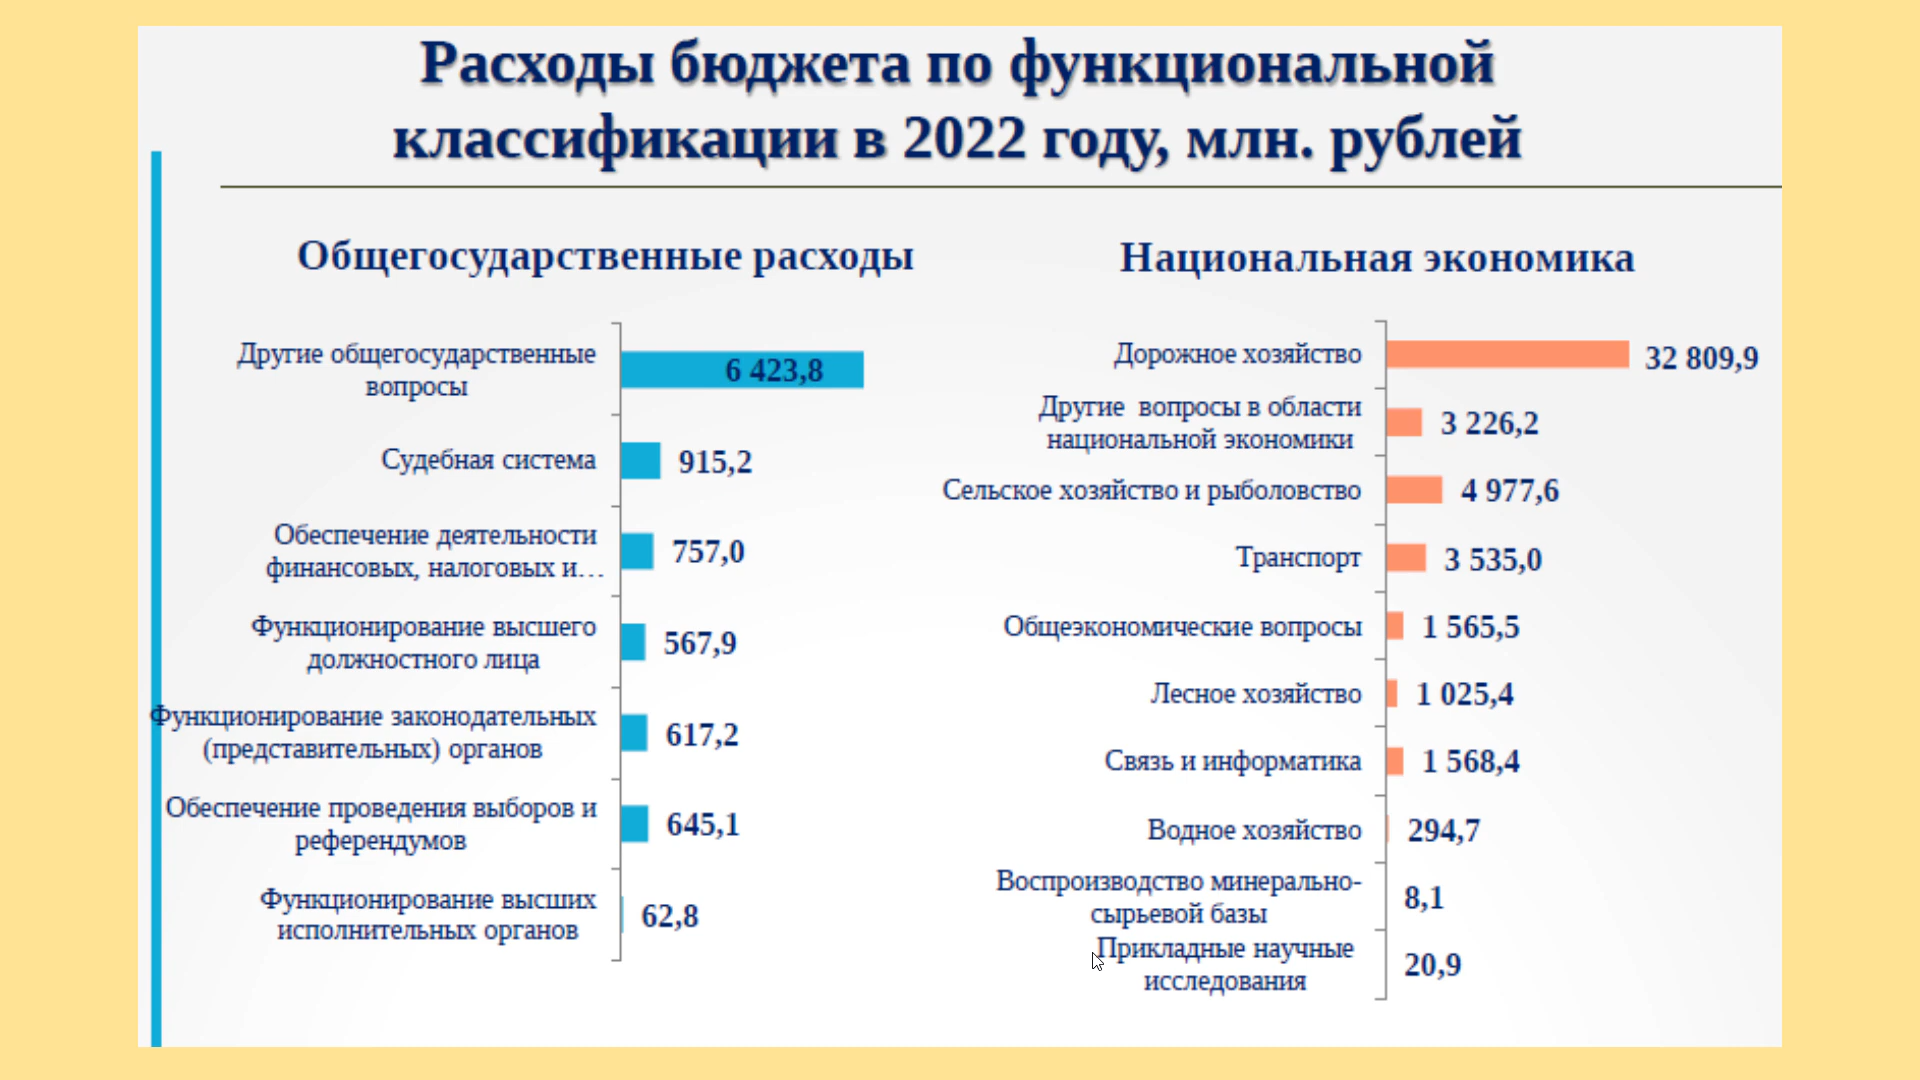 Расходы бюджета по функциональной
классификации в 2022 году, млн. рублей
Общегосударственные расходы
Другие общегосударственные
вопросы
6 423,8
Судебная система
915,2
Обеспечение деятельности
финансовых, налоговых и…
757,0
Функционирование высшего
должностного лица
567,9
Функционирование законодательных
(представительных) органов
617,2
Обеспечение проведения выборов и
референдумов
645,1
Функционирование высших
исполнительных органов
62,8
Национальная экономика
Дорожное хозяйство
32 809,9
Другие вопросы в области
национальной экономики
3 226,2
Сельское хозяйство и рыболовство
4 977,6
Транспорт
3 535,0
Общеэкономические вопросы
1 565,5
Лесное хозяйство
1 025,4
Связь и информатика
1 568,4
Водное хозяйство
294,7
Воспроизводство минерально-
сырьевой базы
8,1
Прикладные научные
исследования
20,9